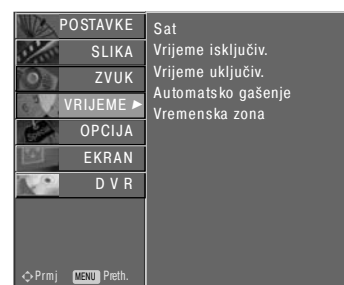 POSTAVKE
SLIKA
ZVUK
VRIJEME ►
OPCIJA
EKRAN
D V R
Sat
Vrijeme isključiv.
Vrijeme uključiv.
Automatsko gašenje
Vremenska zona
Prmj MENU Preth.